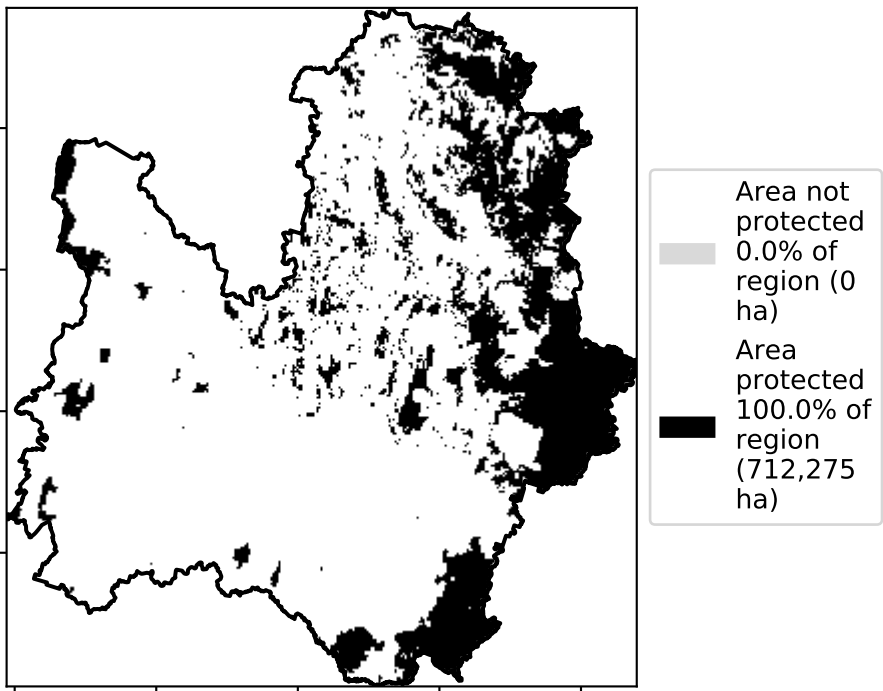 Area not
protected
0.0% of
region (0
ha)
Area
protected
100.0% of
region
(712,275
ha)